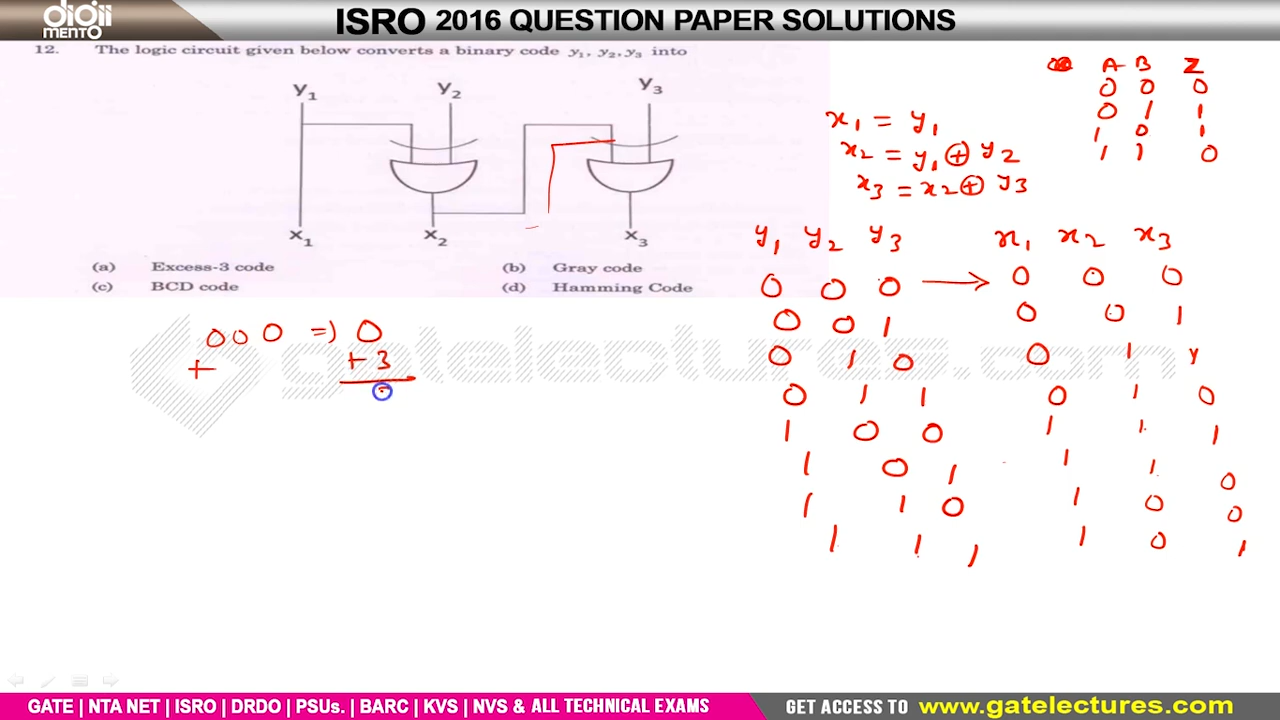 digii
MENTO
ISRO 2016 QUESTION PAPER SOLUTIONS
12. The logic circuit given below converts a binary code y₁, y₂, y₃ into
Y₁ Y₂ Y₃
X₁ X₂ X₃
(a) Excess-3 code (b) Gray code
(c) BCD code (d) Hamming Code
A B Z
0 0 0
0 1 1
1 0 1
1 1 0
x₁ = y₁
x₂ = y₁ ⊕ y₂
x₃ = x₂ ⊕ y₃
y₁ y₂ y₃ x₁ x₂ x₃
0 0 0 → 0 0 0
0 0 1 0 0 1
0 1 0 0 1 1
0 1 1 0 1 0
1 0 0 1 1 1
1 0 1 1 1 0
1 1 0 1 0 0
1 1 1 1 0 1
000 => 0
+ + 3
gatelectures.com
GATE | NTA NET | ISRO | DRDO | PSUs. | BARC | KVS | NVS & ALL TECHNICAL EXAMS
GET ACCESS TO www.gatelectures.com